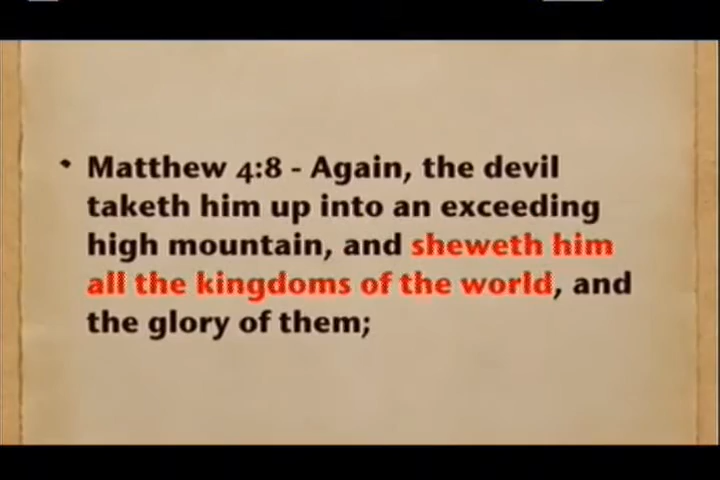 • Matthew 4:8 - Again, the devil
taketh him up into an exceeding
high mountain, and sheweth him
all the kingdoms of the world, and
the glory of them;